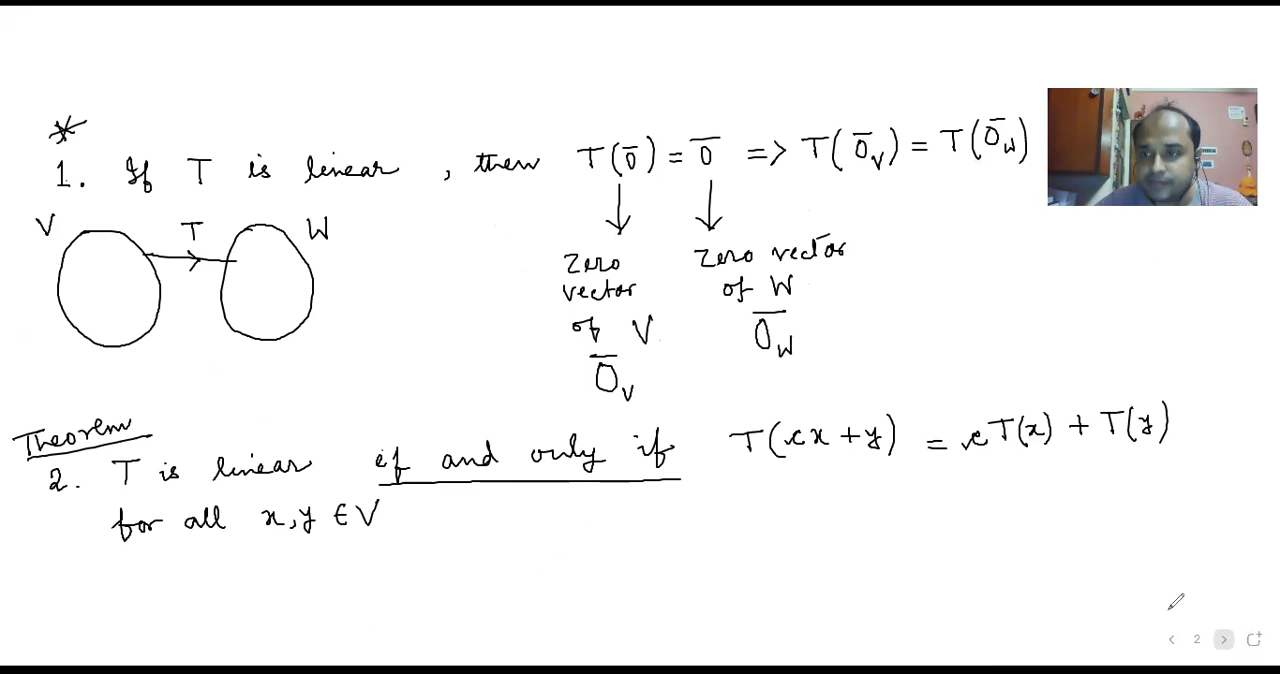 *
1. If T is linear, then T(0̅) = 0̅ => T(0̅_V) = T(0̅_W)
V T W
zero vector of V
0̅_V
zero vector of W
0̅_W
Theorem
2. T is linear if and only if T(cx + y) = cT(x) + T(y)
for all x, y ∈ V
2